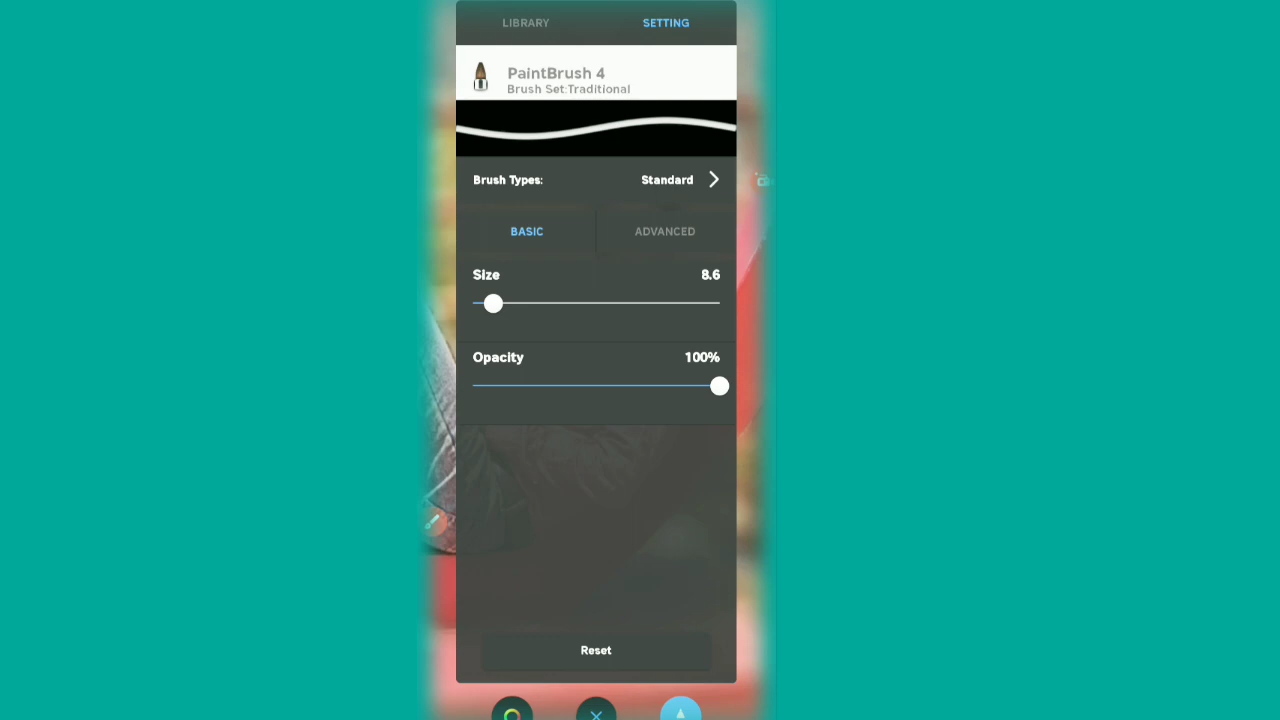 LIBRARY SETTING
PaintBrush 4
Brush Set:Traditional
Brush Types: Standard
BASIC ADVANCED
Size 8.6
Opacity 100%
Reset